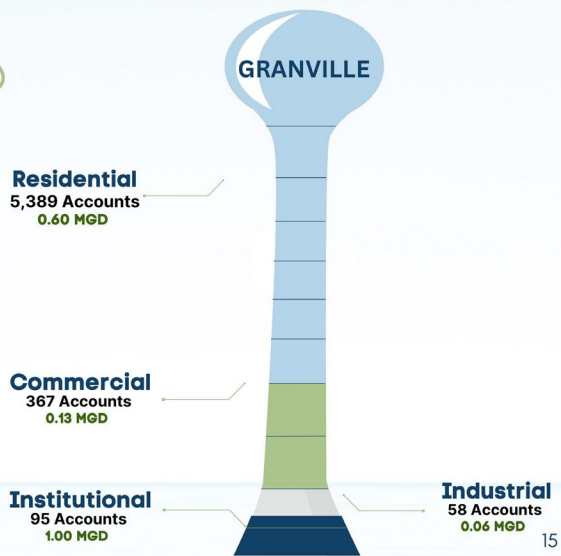 GRANVILLE
Residential
5,389 Accounts
0.60 MGD
Commercial
367 Accounts
0.13 MGD
Institutional
95 Accounts
1.00 MGD
Industrial
58 Accounts
0.06 MGD
15